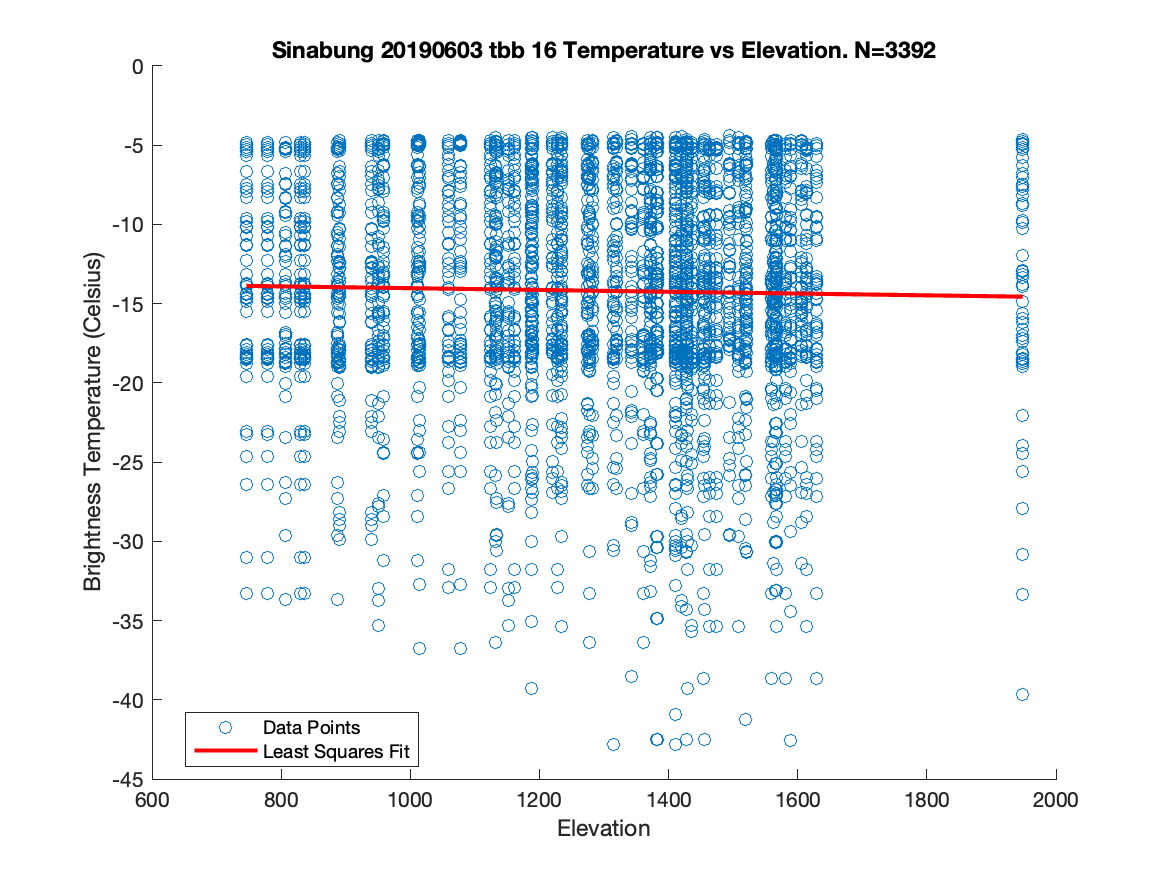 Sinabung 20190603 tbb 16 Temperature vs Elevation. N=3392
0
-5
-10
-15
-20
-25
-30
-35
-40
-45
Brightness Temperature (Celsius)
Data Points
Least Squares Fit
600 800 1000 1200 1400 1600 1800 2000
Elevation